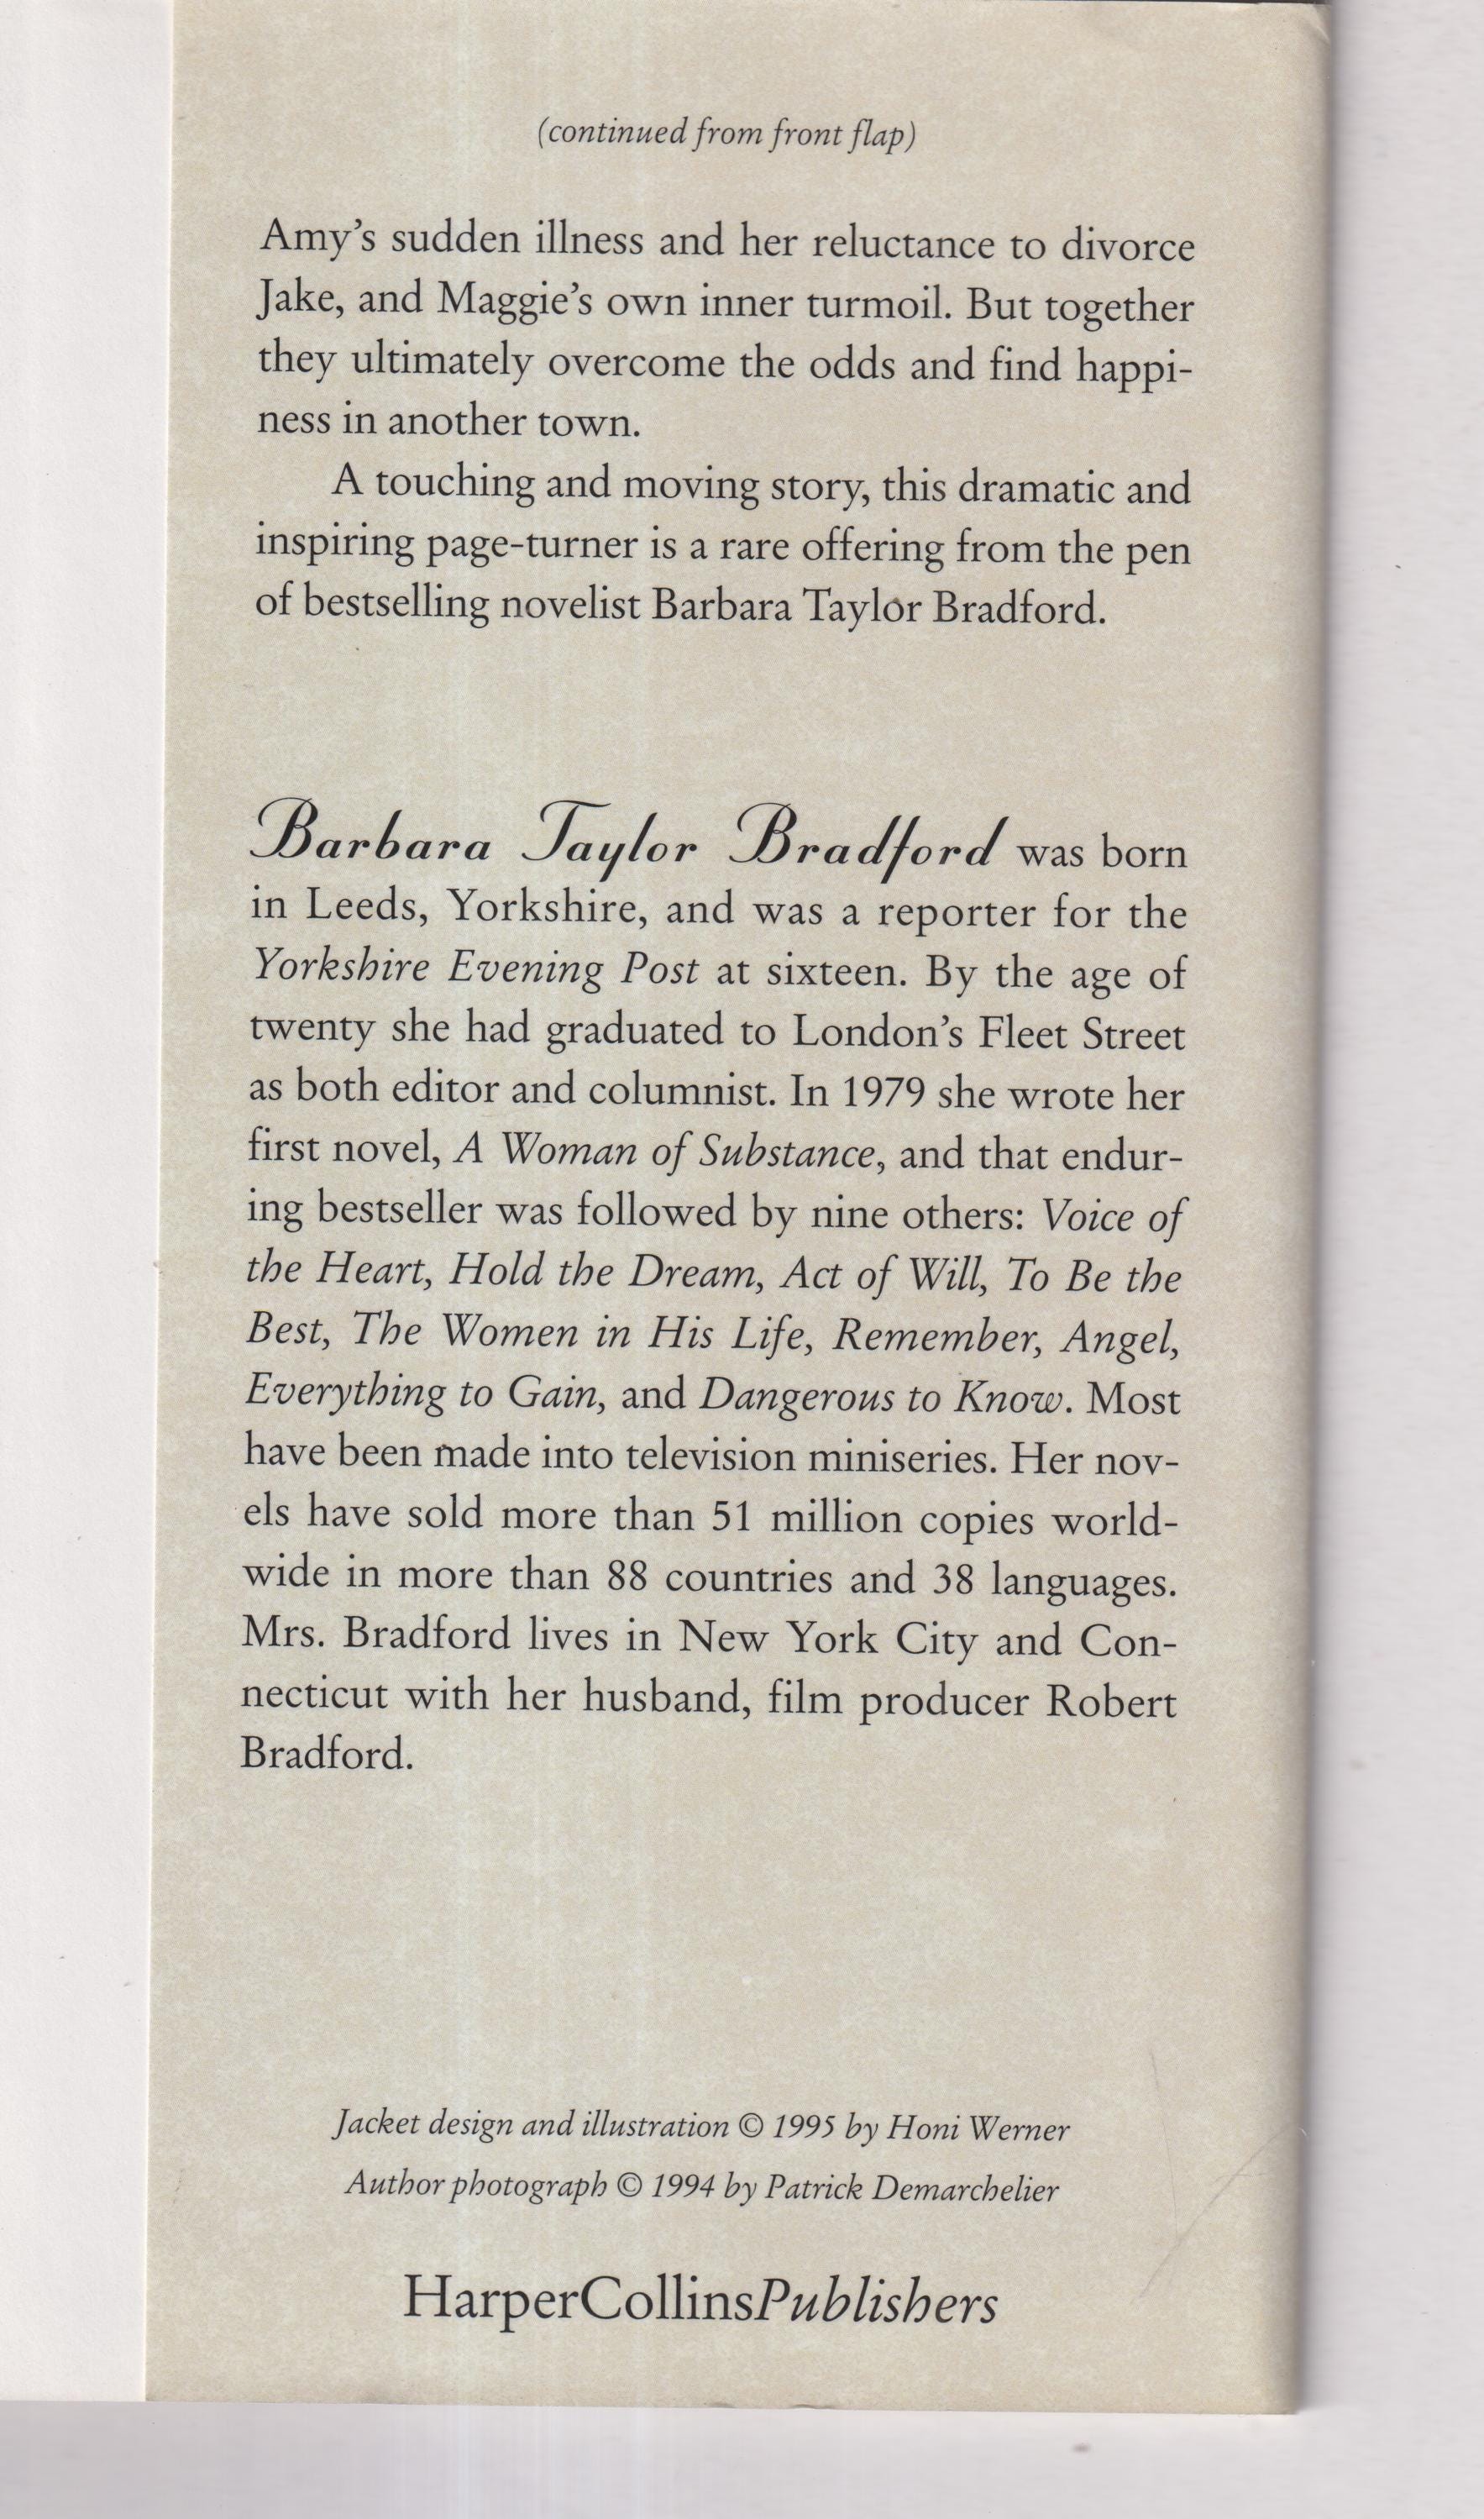 (continued from front flap)
Amy's sudden illness and her reluctance to divorce
Jake, and Maggie's own inner turmoil. But together
they ultimately overcome the odds and find happi-
ness in another town.
A touching and moving story, this dramatic and
inspiring page-turner is a rare offering from the pen
of bestselling novelist Barbara Taylor Bradford.
Barbara Taylor Bradford was born
in Leeds, Yorkshire, and was a reporter for the
Yorkshire Evening Post at sixteen. By the age of
twenty she had graduated to London's Fleet Street
as both editor and columnist. In 1979 she wrote her
first novel, A Woman of Substance, and that endur-
ing bestseller was followed by nine others: Voice of
the Heart, Hold the Dream, Act of Will, To Be the
Best, The Women in His Life, Remember, Angel,
Everything to Gain, and Dangerous to Know. Most
have been made into television miniseries. Her nov-
els have sold more than 51 million copies world-
wide in more than 88 countries and 38 languages.
Mrs. Bradford lives in New York City and Con-
necticut with her husband, film producer Robert
Bradford.
Jacket design and illustration © 1995 by Honi Werner
Author photograph © 1994 by Patrick Demarchelier
HarperCollinsPublishers